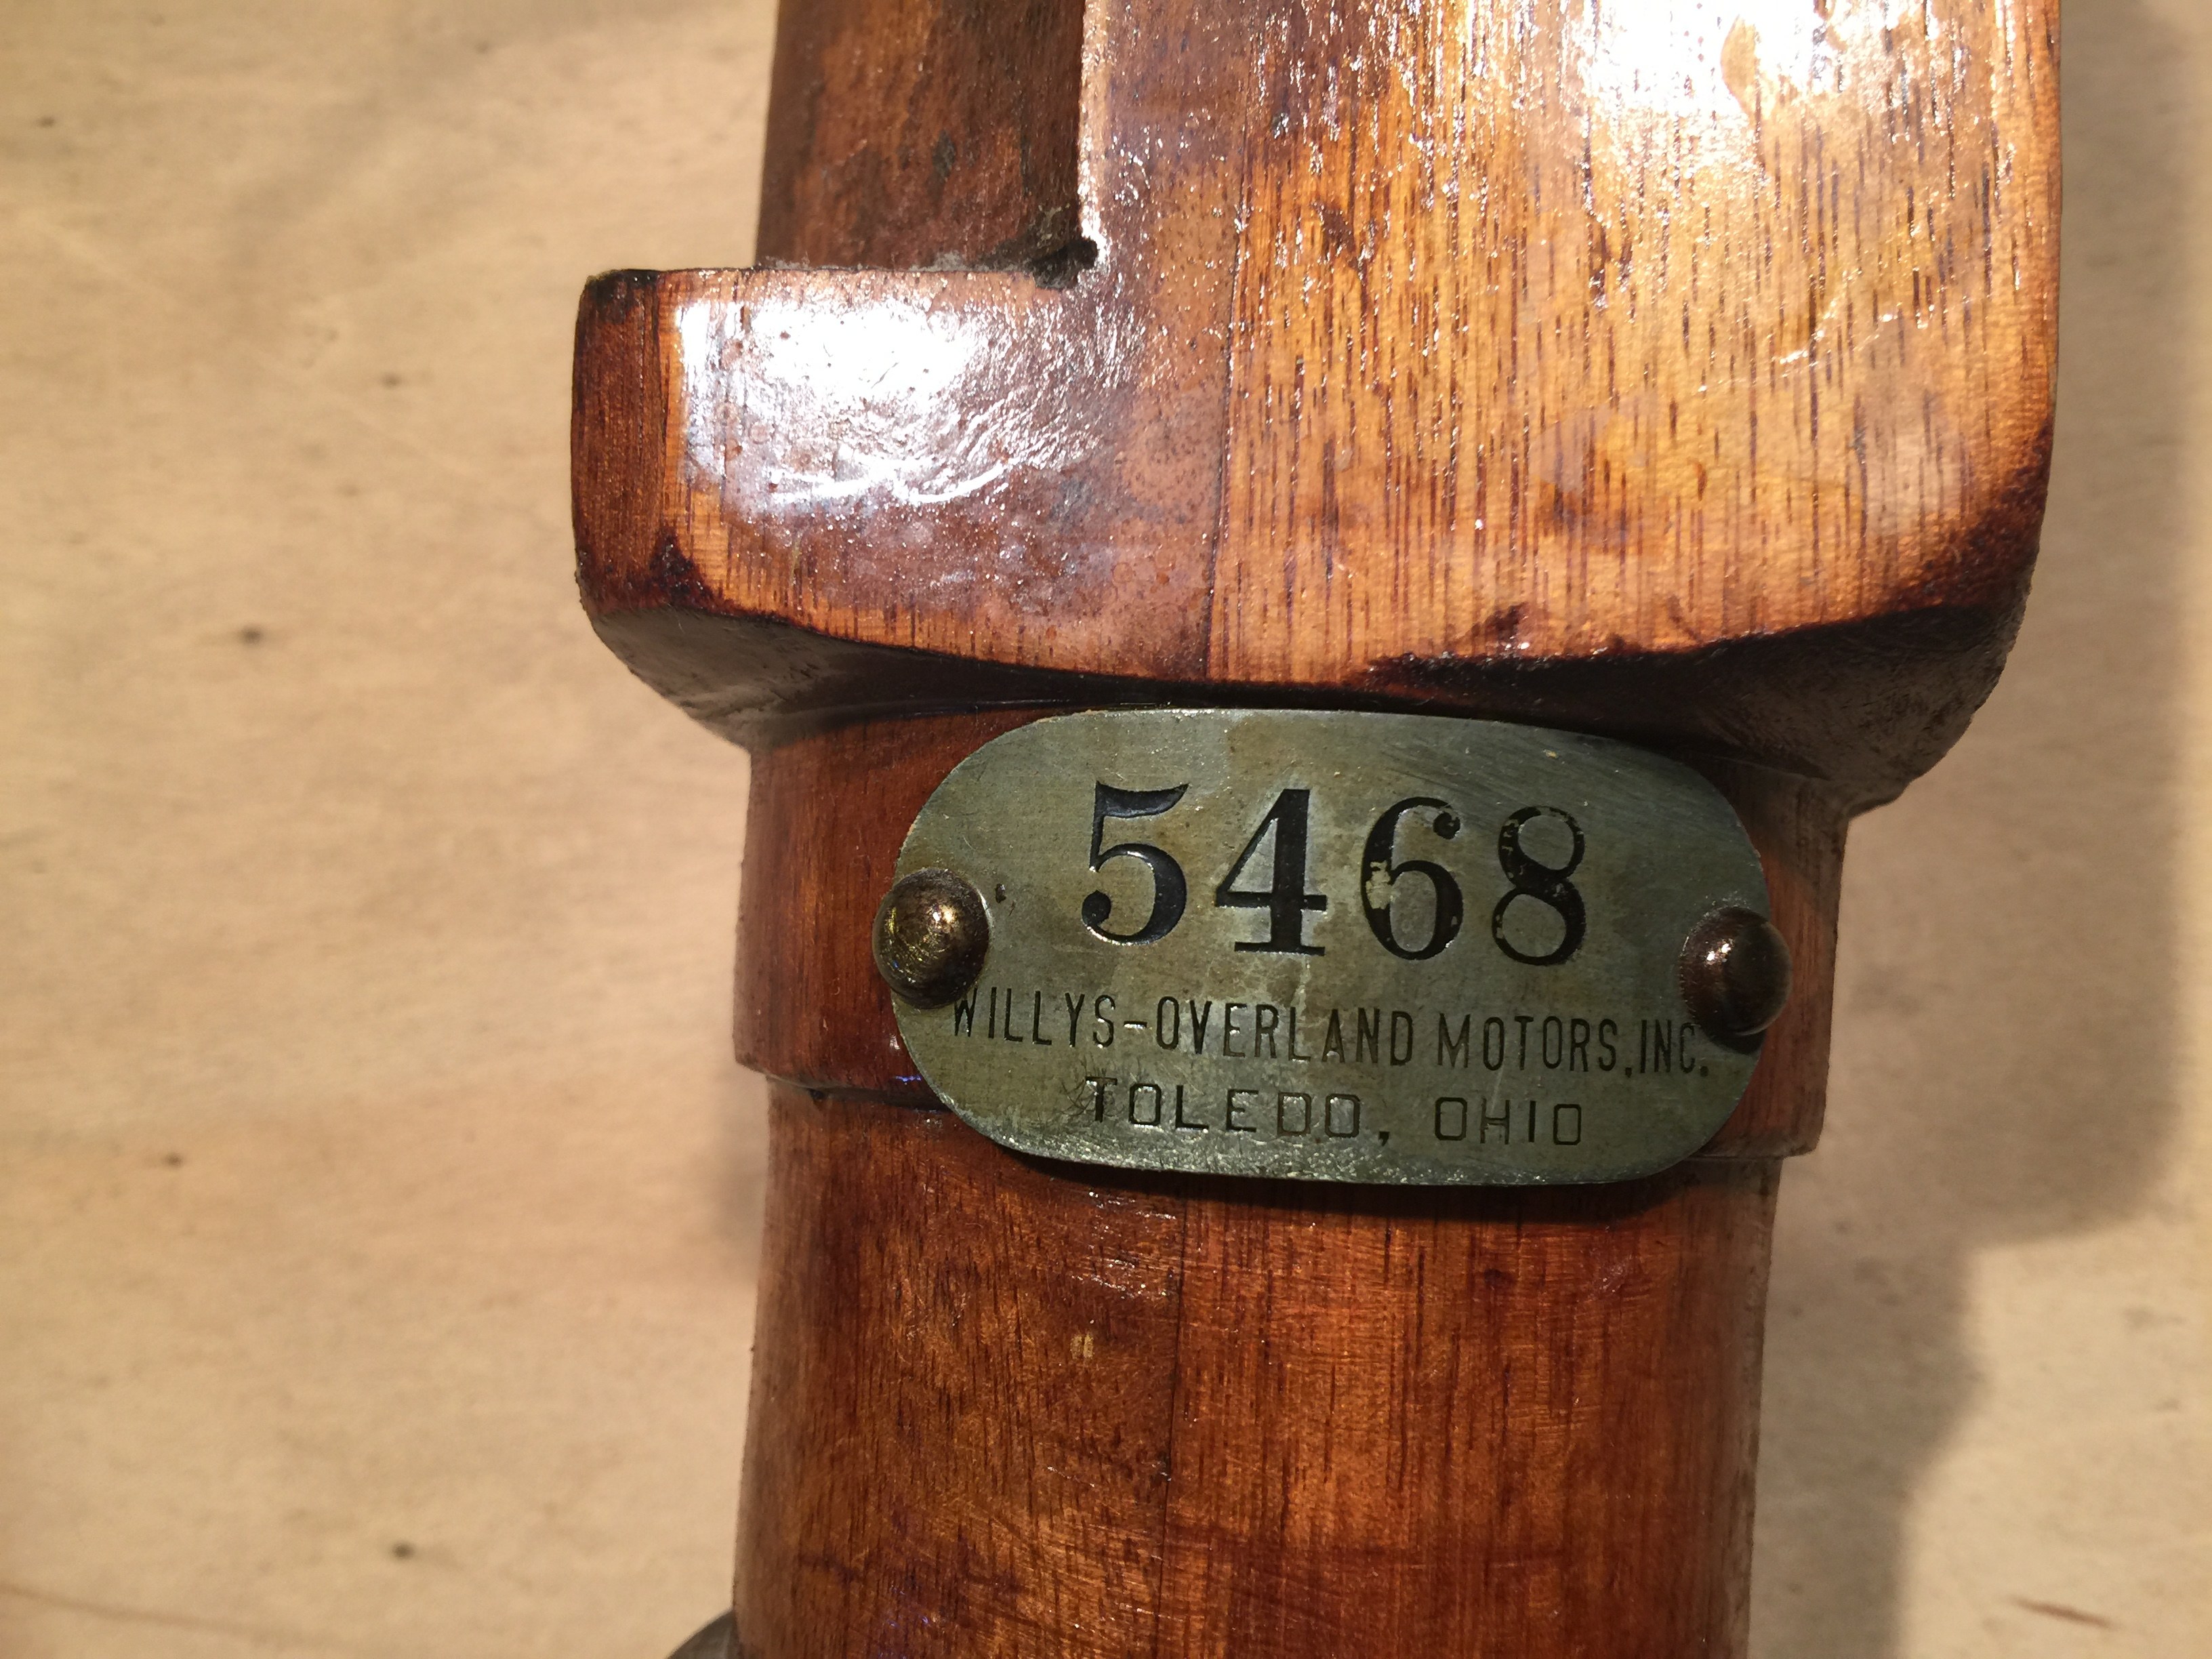 5468
WILLYS-OVERLAND MOTORS, INC.
TOLEDO, OHIO